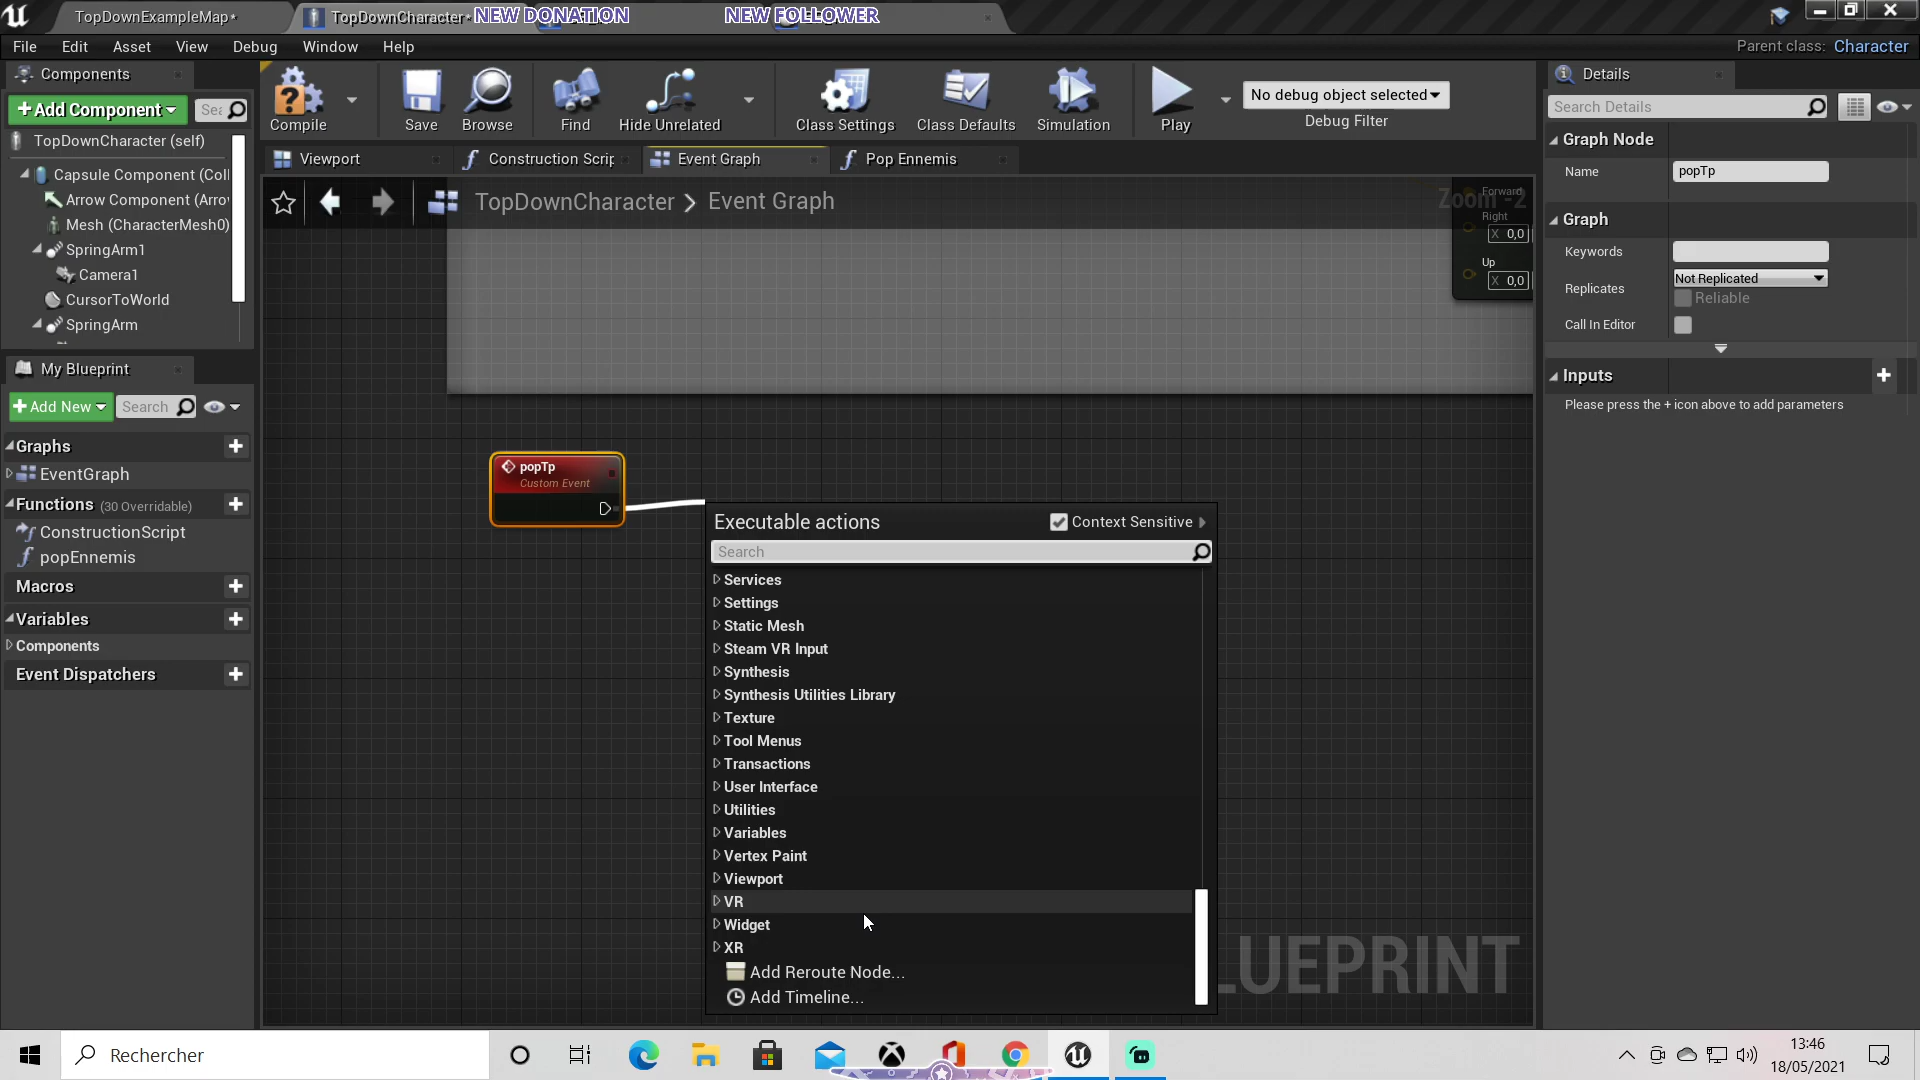 TopDownExampleMap*
TopDownCharacter*
NEW DONATION
NEW FOLLOWER
File Edit Asset View Debug Window Help
Parent class: Character
Components
+Add Component
Sea
TopDownCharacter (self)
Capsule Component (Coll
Arrow Component (Arro
Mesh (CharacterMesh0)
SpringArm1
Camera1
CursorToWorld
SpringArm
Compile
Save
Browse
Find
Hide Unrelated
Class Settings
Class Defaults
Simulation
Play
No debug object selected
Debug Filter
Viewport
Construction Scrip
Event Graph
Pop Ennemis
TopDownCharacter > Event Graph
Zoom -2
Forward
Right
X 0,0
Up
X 0,0
My Blueprint
+Add New
Search
Graphs
EventGraph
Functions (30 Overridable)
ConstructionScript
popEnnemis
Macros
Variables
Components
Event Dispatchers
popTp
Custom Event
Executable actions
Context Sensitive
Search
Services
Settings
Static Mesh
Steam VR Input
Synthesis
Synthesis Utilities Library
Texture
Tool Menus
Transactions
User Interface
Utilities
Variables
Vertex Paint
Viewport
VR
Widget
XR
Add Reroute Node...
Add Timeline...
LUEPRINT
Details
Search Details
Graph Node
Name popTp
Graph
Keywords
Replicates Not Replicated
Reliable
Call In Editor
Inputs
Please press the + icon above to add parameters
Rechercher
13:46
18/05/2021